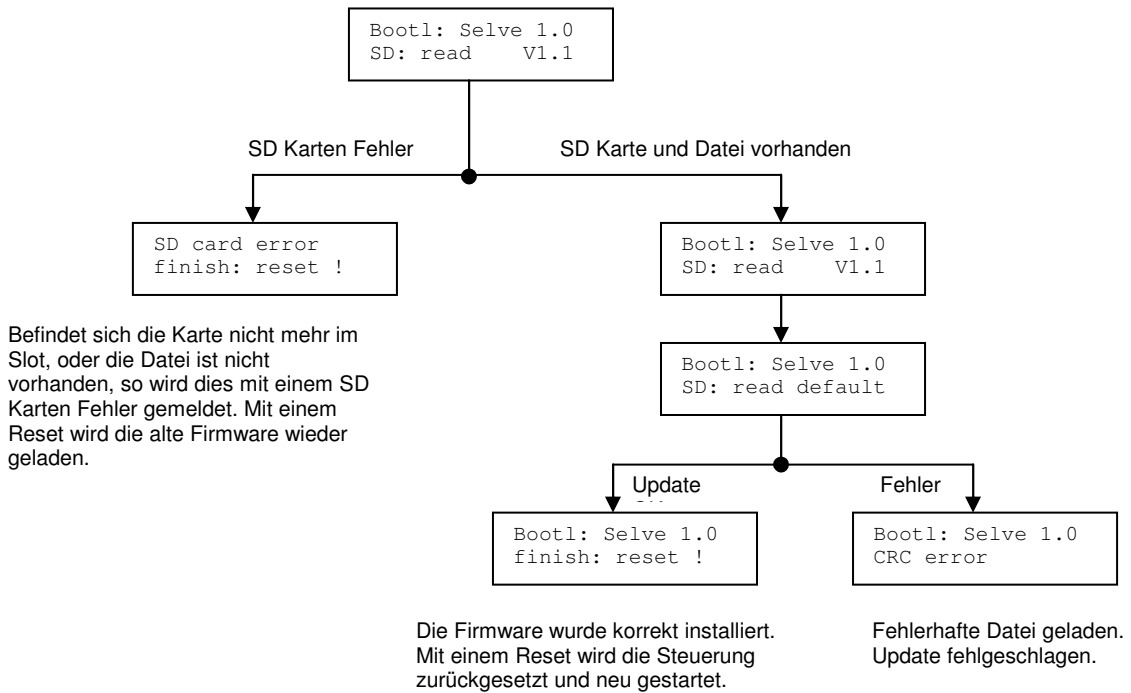 Bootl: Selve 1.0
SD: read    V1.1
SD Karten Fehler
SD Karte und Datei vorhanden
SD card error
finish: reset !
Bootl: Selve 1.0
SD: read    V1.1
Befindet sich die Karte nicht mehr im
Slot, oder die Datei ist nicht
vorhanden, so wird dies mit einem SD
Karten Fehler gemeldet. Mit einem
Reset wird die alte Firmware wieder
geladen.
Bootl: Selve 1.0
SD: read default
Update
Fehler
Bootl: Selve 1.0
finish: reset !
Bootl: Selve 1.0
CRC error
Die Firmware wurde korrekt installiert.
Mit einem Reset wird die Steuerung
zurückgesetzt und neu gestartet.
Fehlerhafte Datei geladen.
Update fehlgeschlagen.